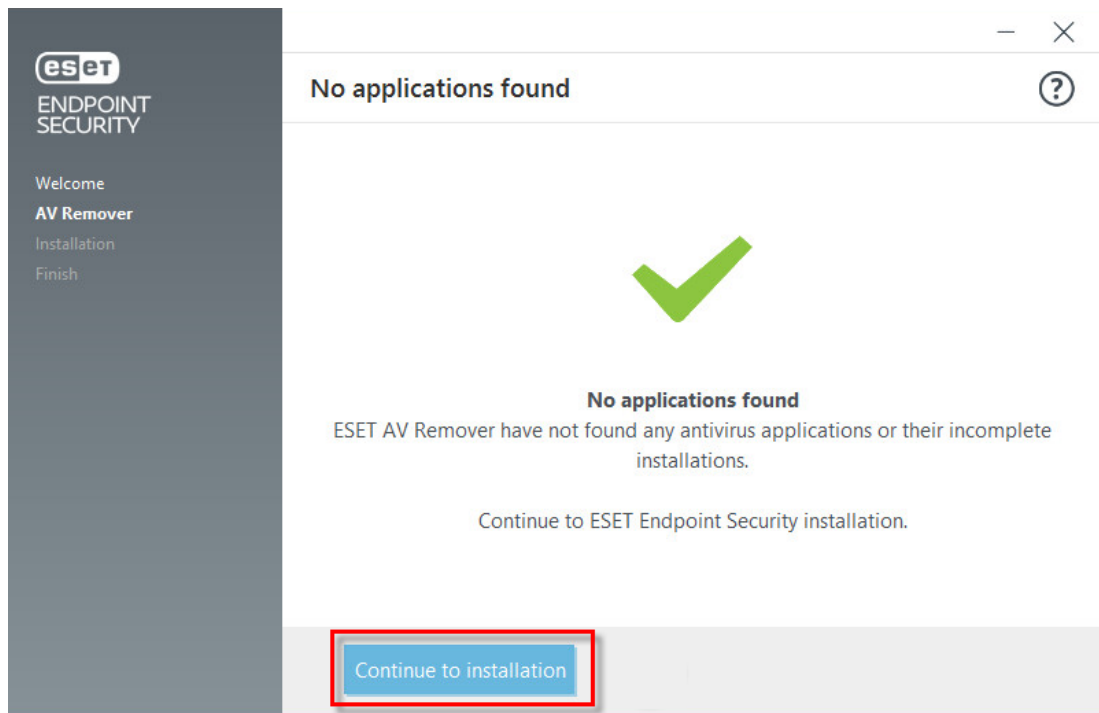 eset
ENDPOINT
SECURITY
Welcome
AV Remover
Installation
Finish
No applications found
?
No applications found
ESET AV Remover have not found any antivirus applications or their incomplete
installations.
Continue to ESET Endpoint Security installation.
Continue to installation